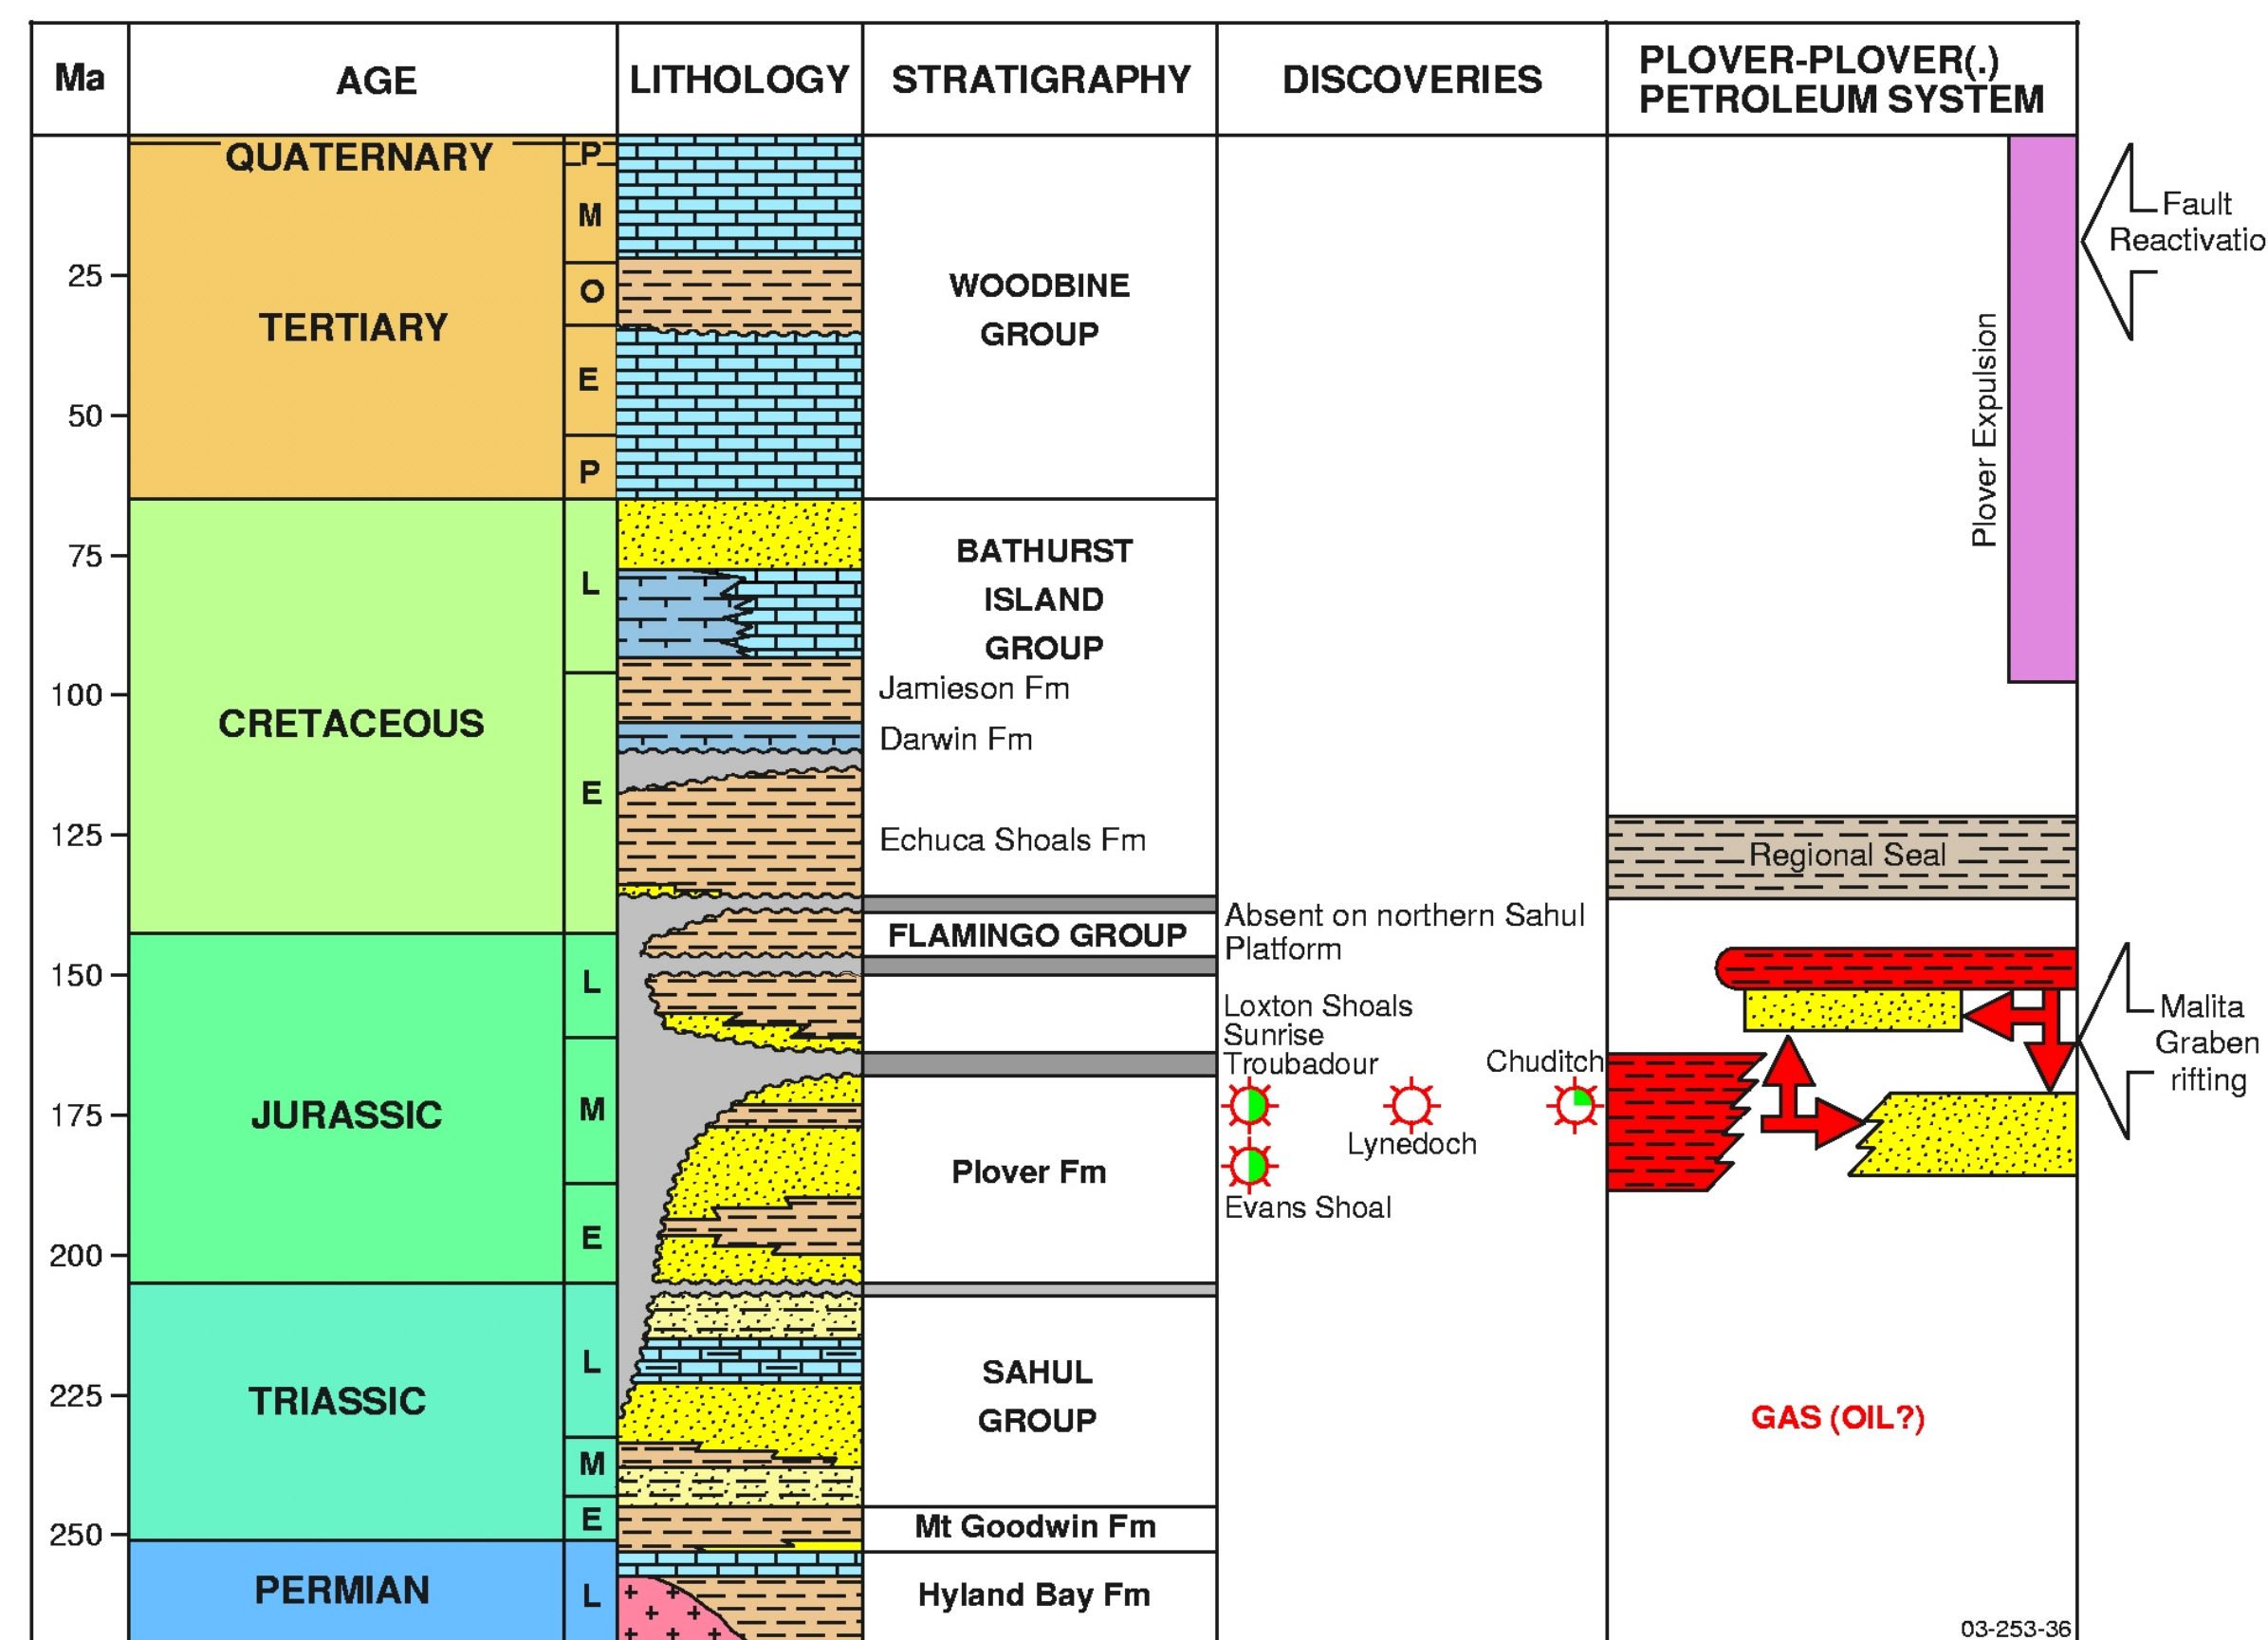 Ma
AGE
LITHOLOGY
STRATIGRAPHY
DISCOVERIES
PLOVER-PLOVER(.)
PETROLEUM SYSTEM
QUATERNARY
TERTIARY
CRETACEOUS
JURASSIC
TRIASSIC
PERMIAN
25
50
75
100
125
150
175
200
225
250
P
M
O
E
P
L
E
L
M
E
L
M
E
L
WOODBINE
GROUP
BATHURST
ISLAND
GROUP
Jamieson Fm
Darwin Fm
Echuca Shoals Fm
FLAMINGO GROUP
Plover Fm
SAHUL
GROUP
Mt Goodwin Fm
Hyland Bay Fm
Absent on northern Sahul
Platform
Loxton Shoals
Sunrise
Troubadour
Chuditch
Lynedoch
Evans Shoal
Plover Expulsion
Regional Seal
GAS (OIL?)
Fault
Reactivatio
Malita
Graben
rifting
03-253-36